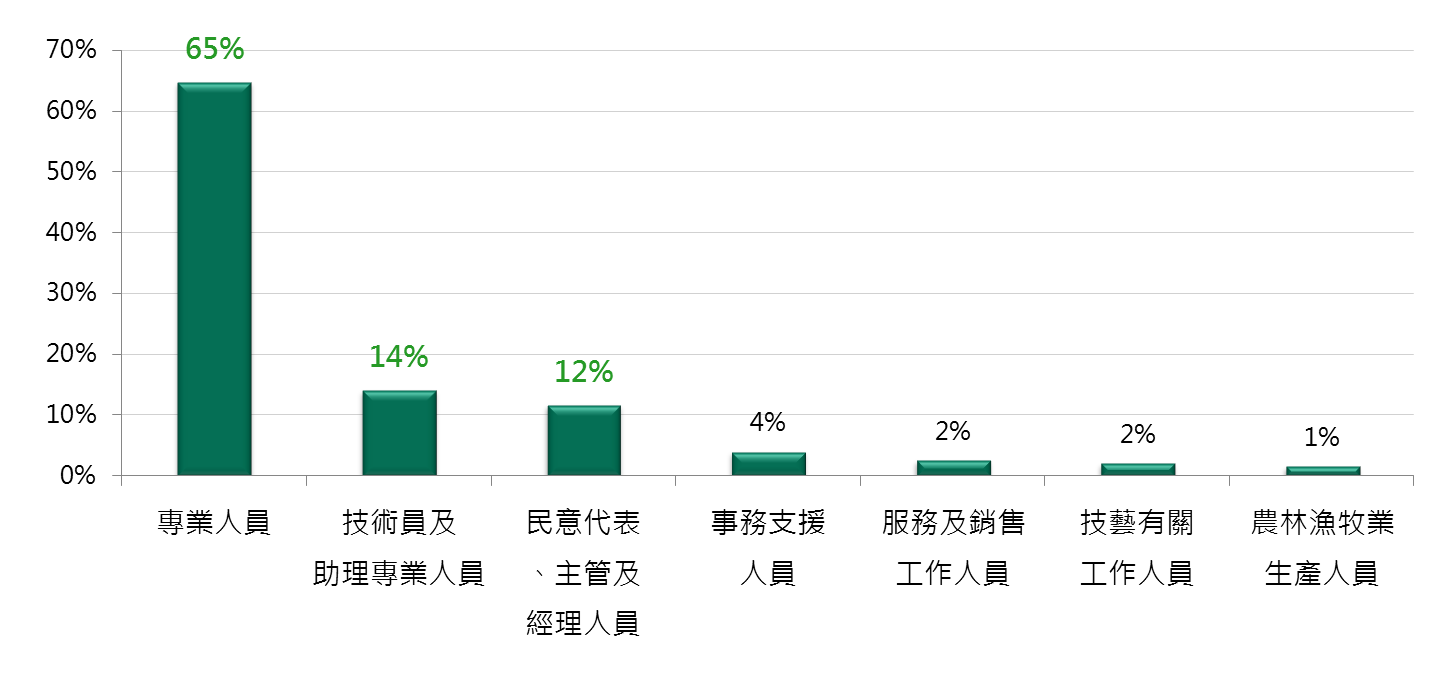 70%
60%
50%
40%
30%
20%
10%
0%
65%
14%
12%
4%
2%
2%
1%
專業人員
技術員及
助理專業人員
民意代表
、主管及
經理人員
事務支援
人員
服務及銷售
工作人員
技藝有關
工作人員
農林漁牧業
生產人員